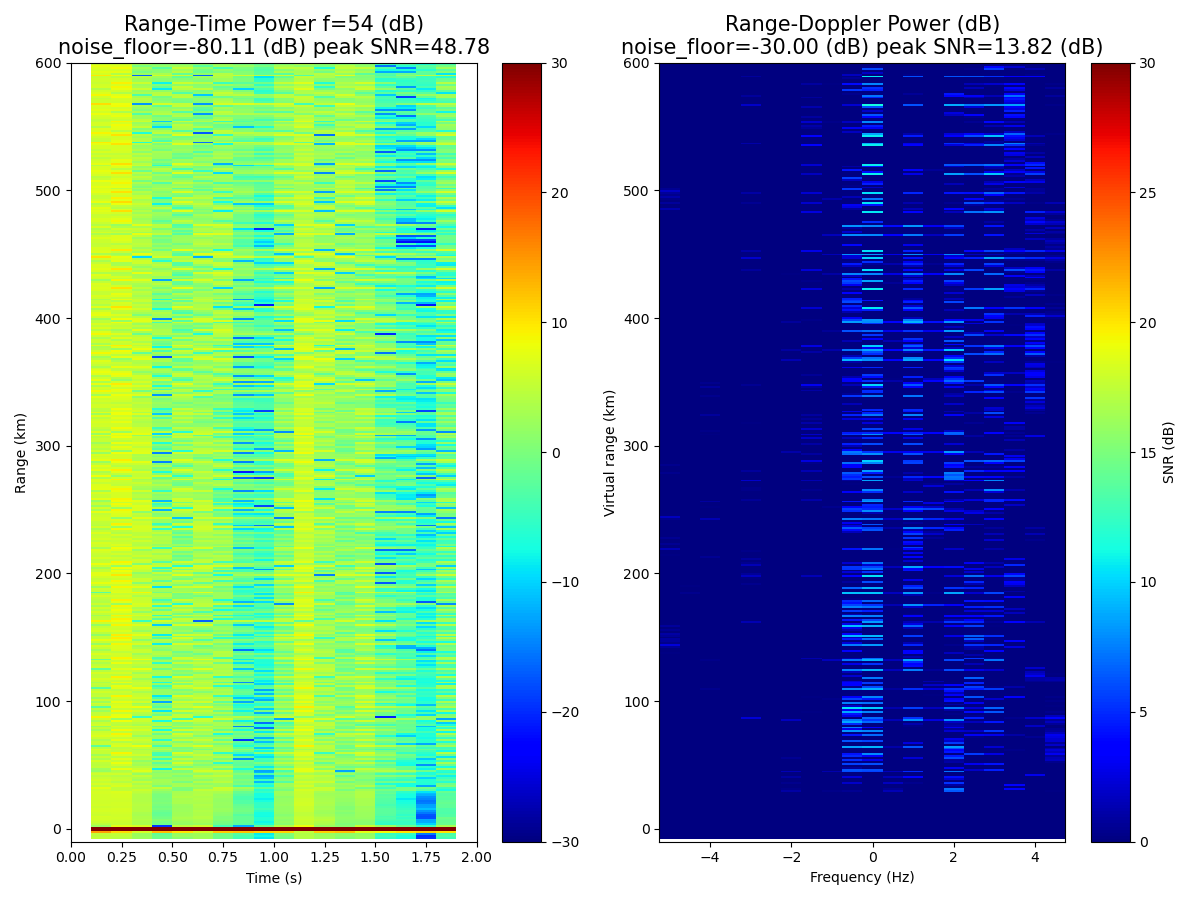 Range-Time Power f=54 (dB)
noise_floor=-80.11 (dB) peak SNR=48.78
Range (km)
600
500
400
300
200
100
0
0.00 0.25 0.50 0.75 1.00 1.25 1.50 1.75 2.00
Time (s)
30
20
10
0
−10
−20
−30
Range-Doppler Power (dB)
noise_floor=-30.00 (dB) peak SNR=13.82 (dB)
Virtual range (km)
600
500
400
300
200
100
0
−4 −2 0 2 4
Frequency (Hz)
30
25
20
15
10
5
0
SNR (dB)